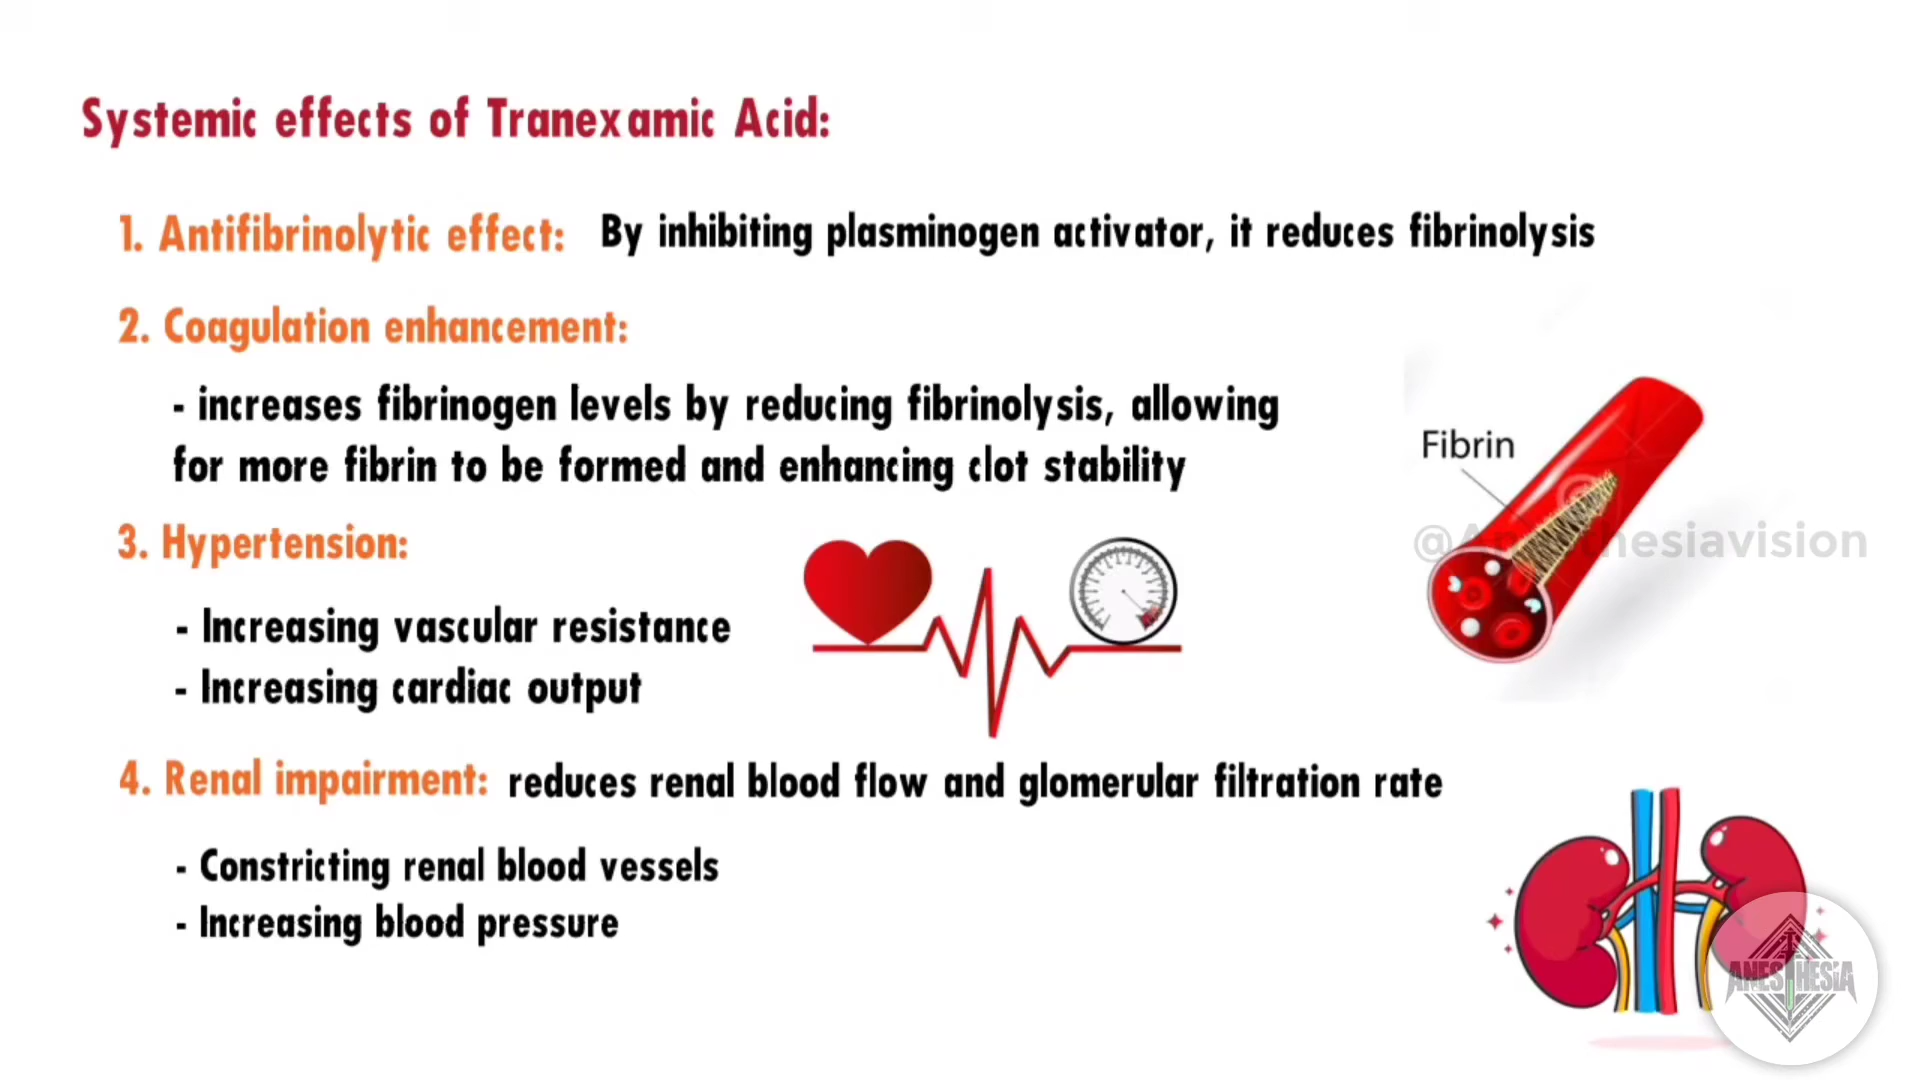 Systemic effects of Tranexamic Acid:
1. Antifibrinolytic effect: By inhibiting plasminogen activator, it reduces fibrinolysis
2. Coagulation enhancement:
- increases fibrinogen levels by reducing fibrinolysis, allowing
for more fibrin to be formed and enhancing clot stability
Fibrin
3. Hypertension:
- Increasing vascular resistance
- Increasing cardiac output
4. Renal impairment: reduces renal blood flow and glomerular filtration rate
- Constricting renal blood vessels
- Increasing blood pressure
ANESTHESIA